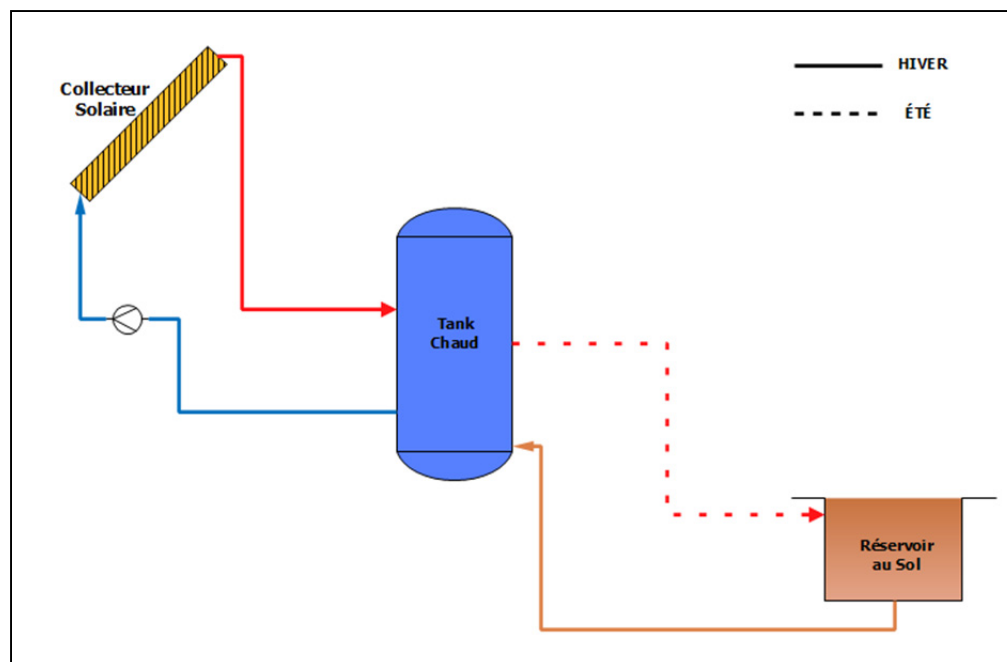 Collecteur
Solaire
HIVER
ÉTÉ
Tank
Chaud
Réservoir
au Sol